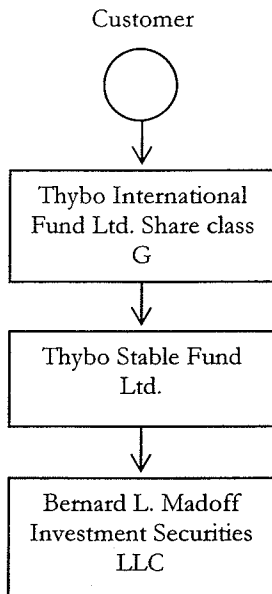 Customer
Thybo International
Fund Ltd. Share class
G
Thybo Stable Fund
Ltd.
Bernard L. Madoff
Investment Securities
LLC